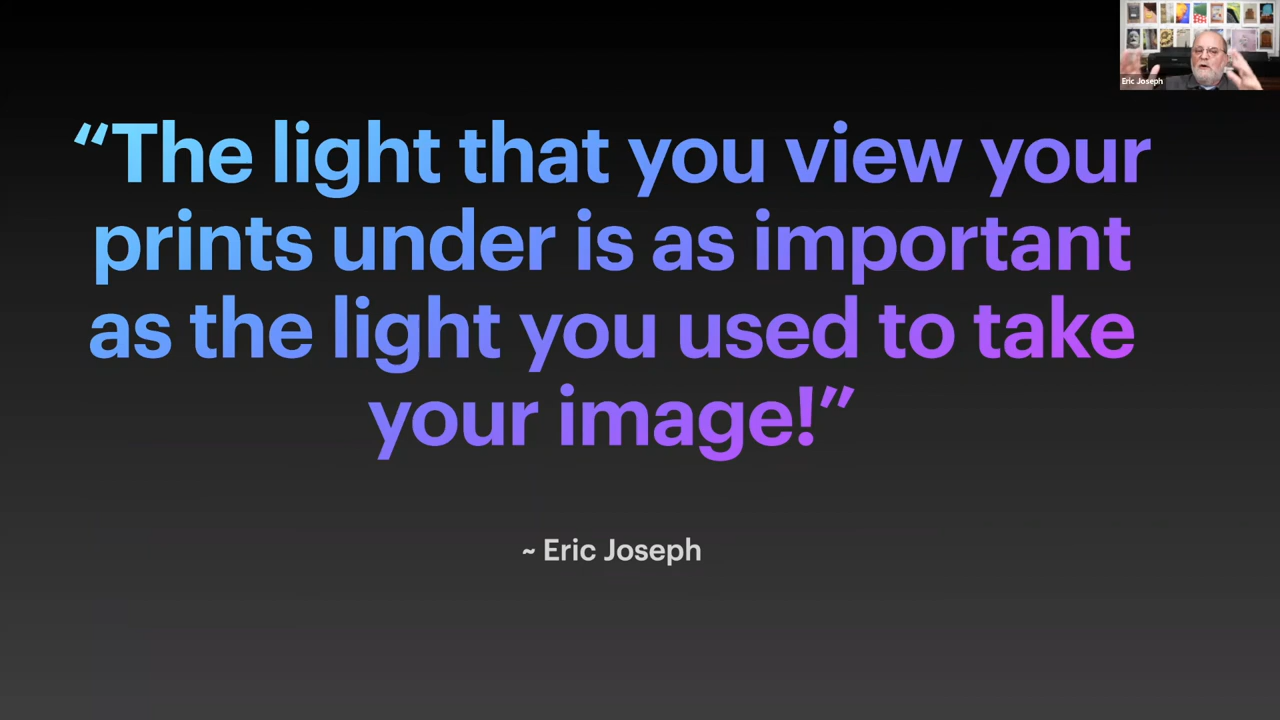 “The light that you view your
prints under is as important
as the light you used to take
your image!”
~ Eric Joseph
Eric Joseph